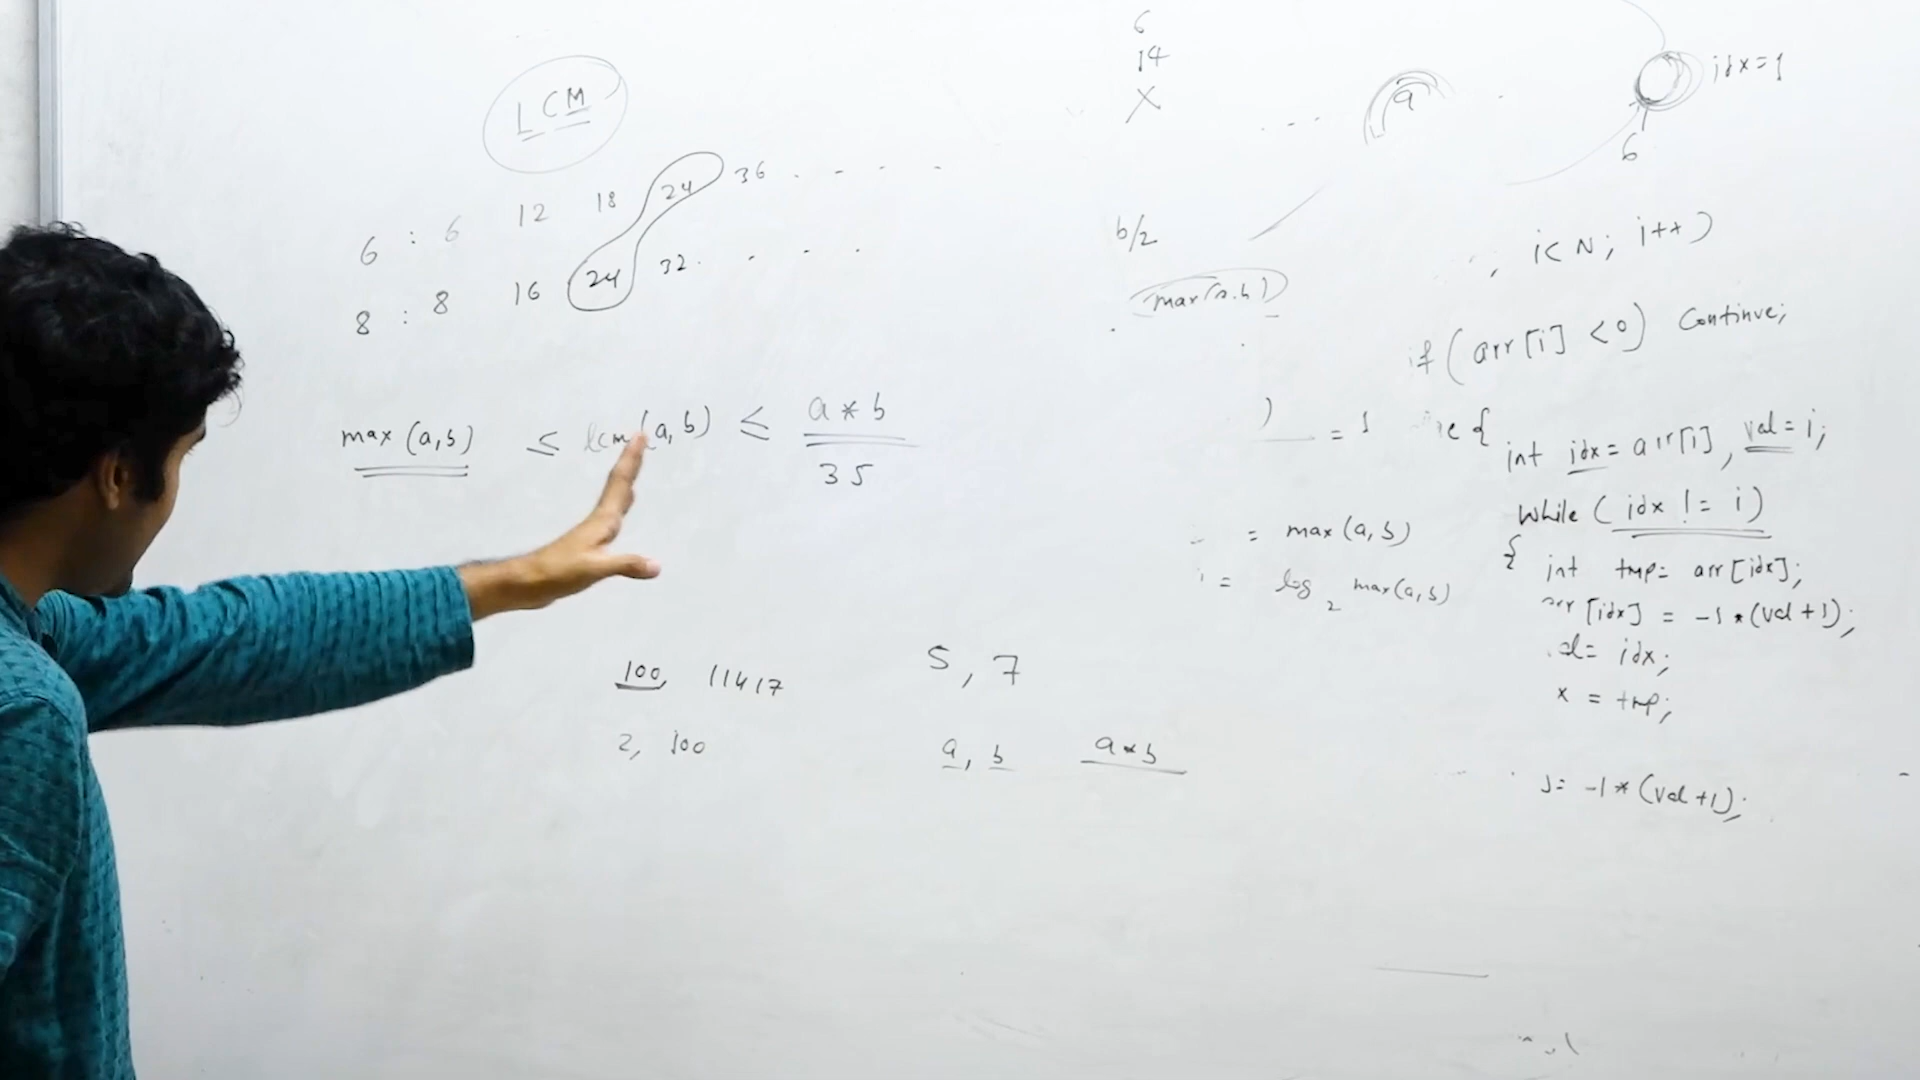 LCM
6 : 6 12 18 24 36 . - - -
8 : 8 16 24 32 . . . .
max(a,b) ≤ lcm(a,b) ≤ a * b
35
100, 11417
2, 100
5, 7
a, b a*b
6
14
X
b/2
max(a,b)
) = 1
= max(a,b)
= log2 max(a,b)
a
idx=1
6
; i<N; i++)
if (arr[i] <0) Continue;
{
int idx= arr[i], val= i;
While ( idx != i)
{ int tmp= arr[idx];
[idx] = -1*(val+1);
= idx;
= tmp;
= -1*(val+1);